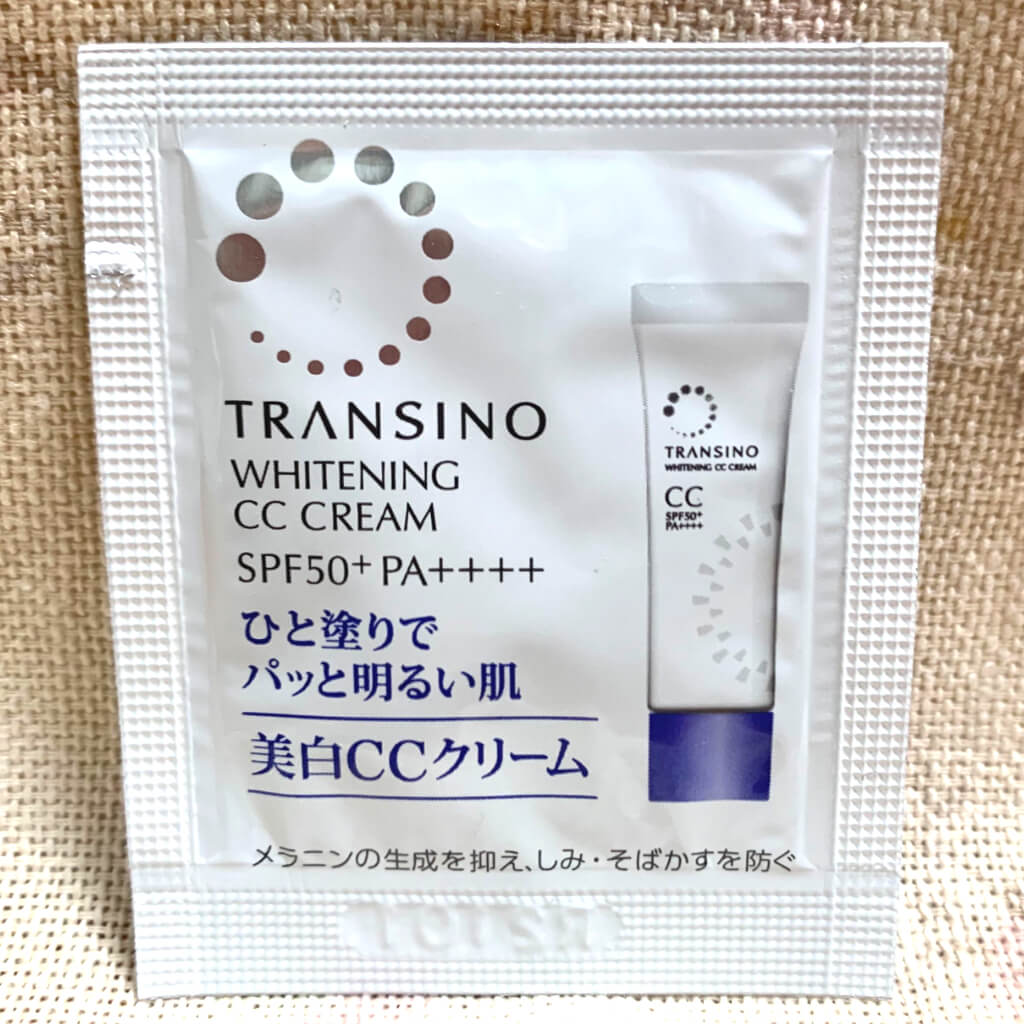 TRANSINO
WHITENING
CC CREAM
SPF50+ PA++++
ひと塗りで
パッと明るい肌
美白CCクリーム
メラニンの生成を抑え、しみ・そばかすを防ぐ
TRANSINO
WHITENING CC CREAM
CC
SPF50+
PA++++